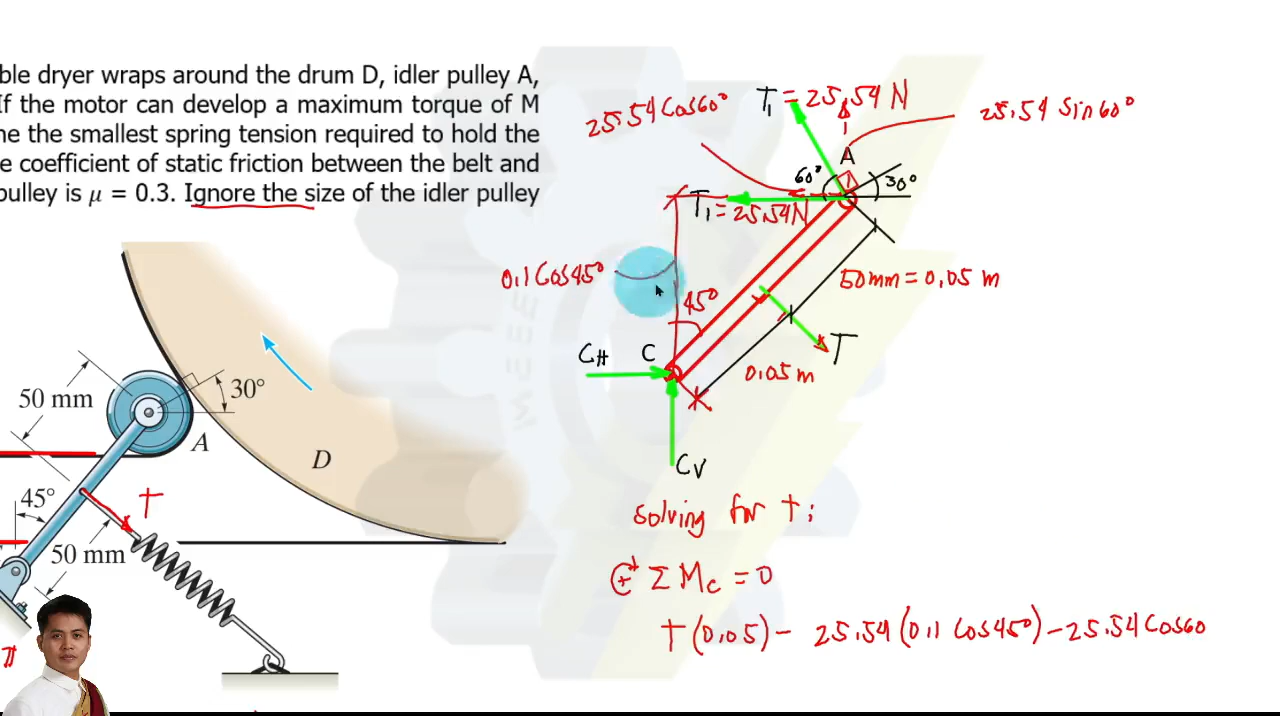 ble dryer wraps around the drum D, idler pulley A,
If the motor can develop a maximum torque of M
ne the smallest spring tension required to hold the
e coefficient of static friction between the belt and
pulley is μ = 0.3. Ignore the size of the idler pulley
25.54 Cos60°
T₁ = 25.54 N
25.54 sin60°
A
60°
30°
T₁ = 25.54 N
0.1 Cos45°
45°
50mm = 0.05 m
CH
C
0.05 m
T
CV
50 mm
30°
A
D
45°
T
50 mm
solving for T;
+ ΣMc = 0
T(0.05) - 25.54(0.1 Cos45°) - 25.54 Cos60